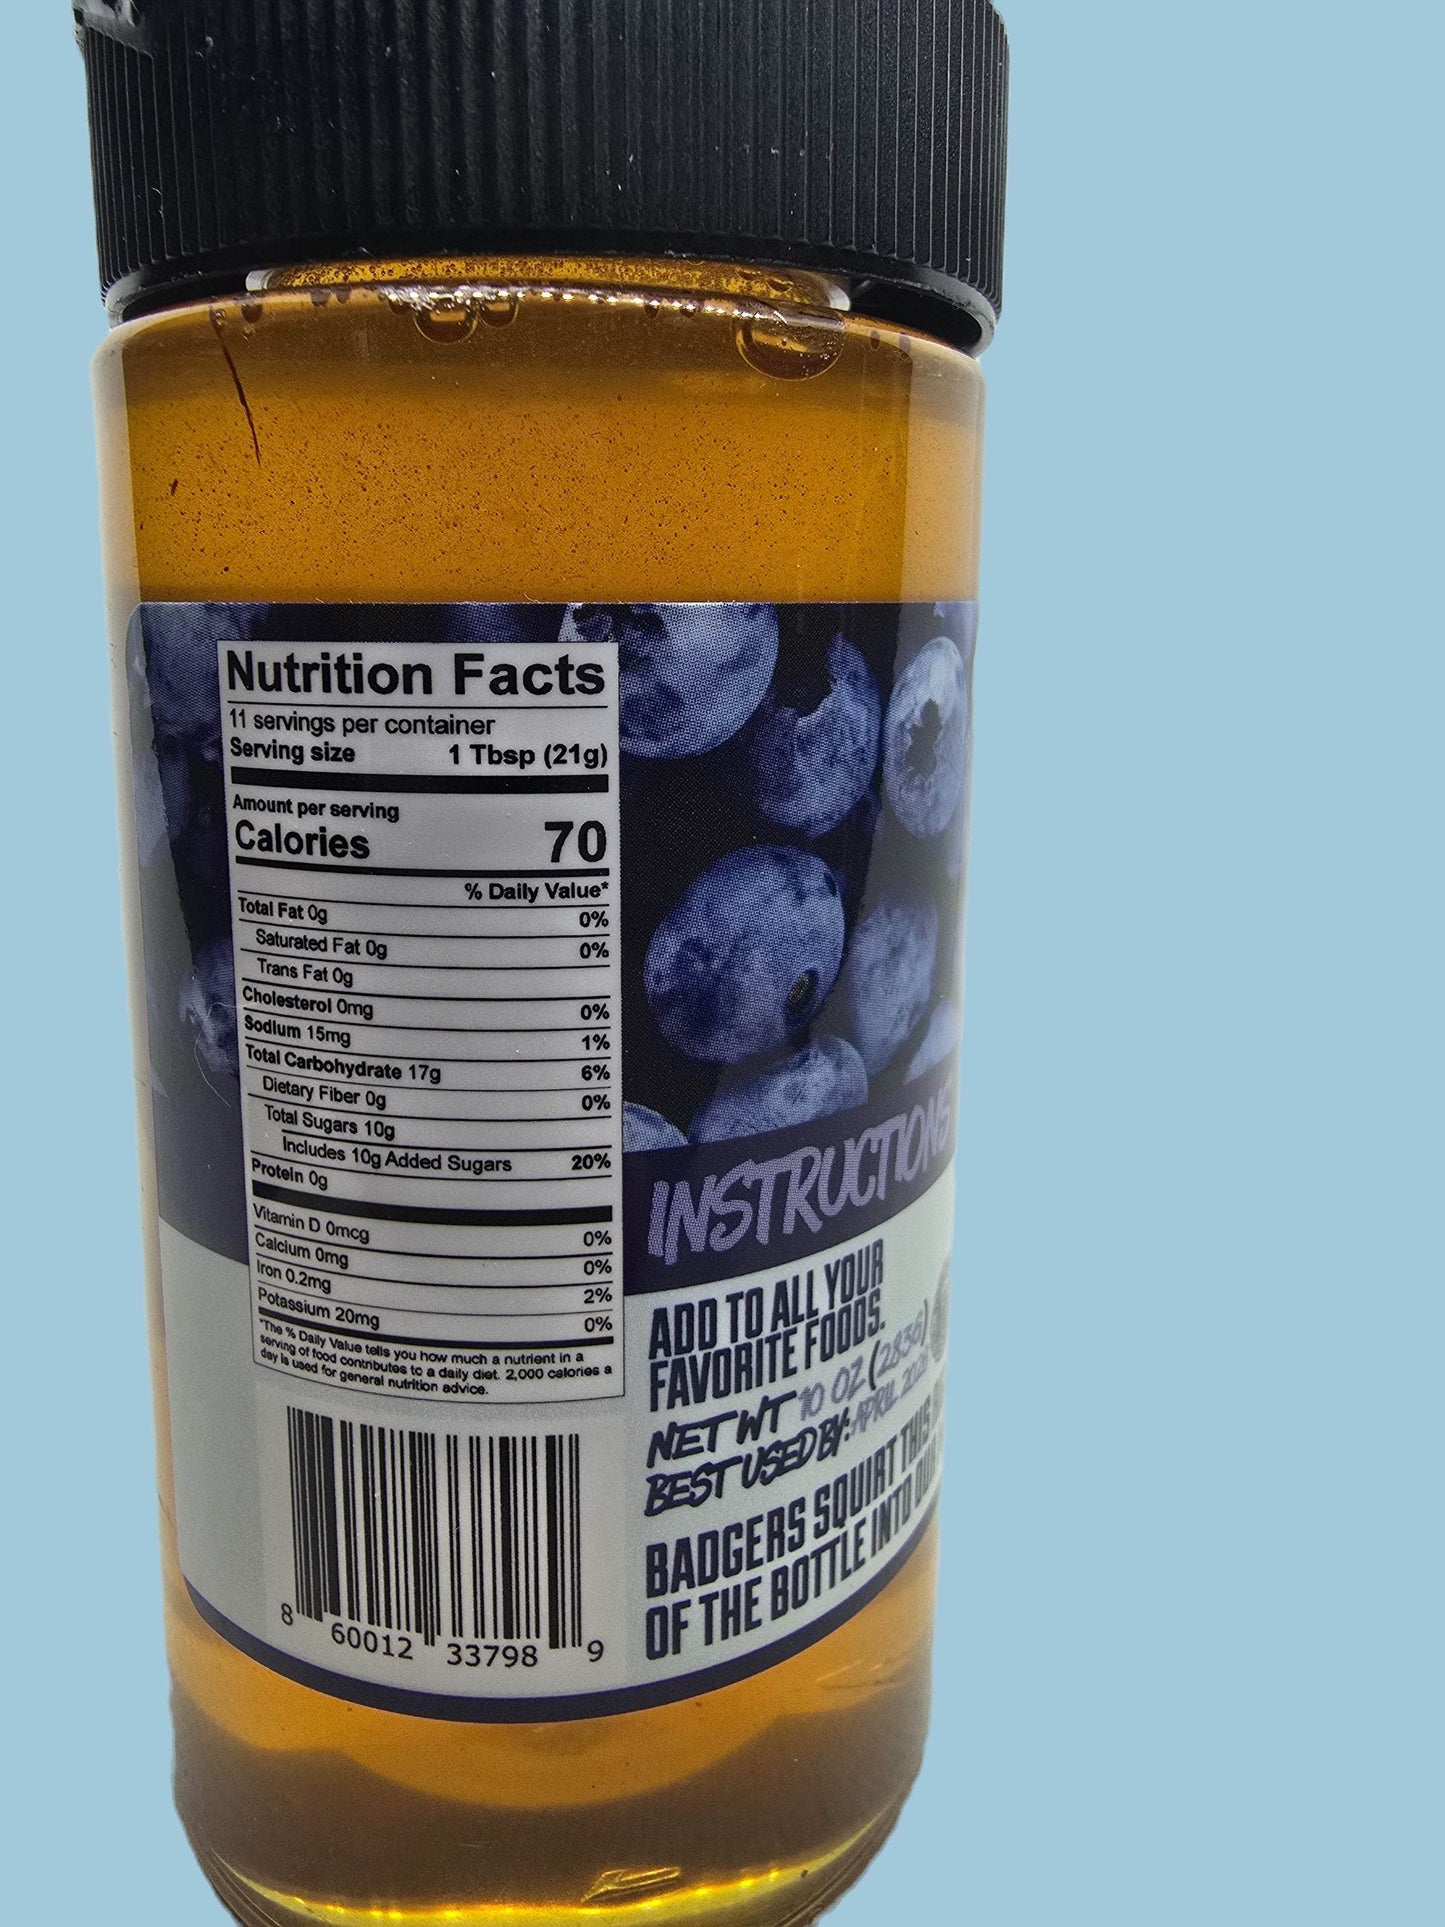 Nutrition Facts
11 servings per container
Serving size 1 Tbsp (21g)
Amount per serving
Calories 70
% Daily Value*
Total Fat 0g 0%
Saturated Fat 0g 0%
Trans Fat 0g
Cholesterol 0mg 0%
Sodium 15mg 1%
Total Carbohydrate 17g 6%
Dietary Fiber 0g 0%
Total Sugars 10g
Includes 10g Added Sugars 20%
Protein 0g
Vitamin D 0mcg 0%
Calcium 0mg 0%
Iron 0.2mg 2%
Potassium 20mg 0%
*The % Daily Value tells you how much a nutrient in a
serving of food contributes to a daily diet. 2,000 calories a
day is used for general nutrition advice.
8 60012 33798 9
INSTRUCTIONS
ADD TO ALL YOUR
FAVORITE FOODS.
NET WT 10 OZ (283G)
BEST USED BY: APRIL
BADGERS SQUIRT THIS
OF THE BOTTLE INTO OUR